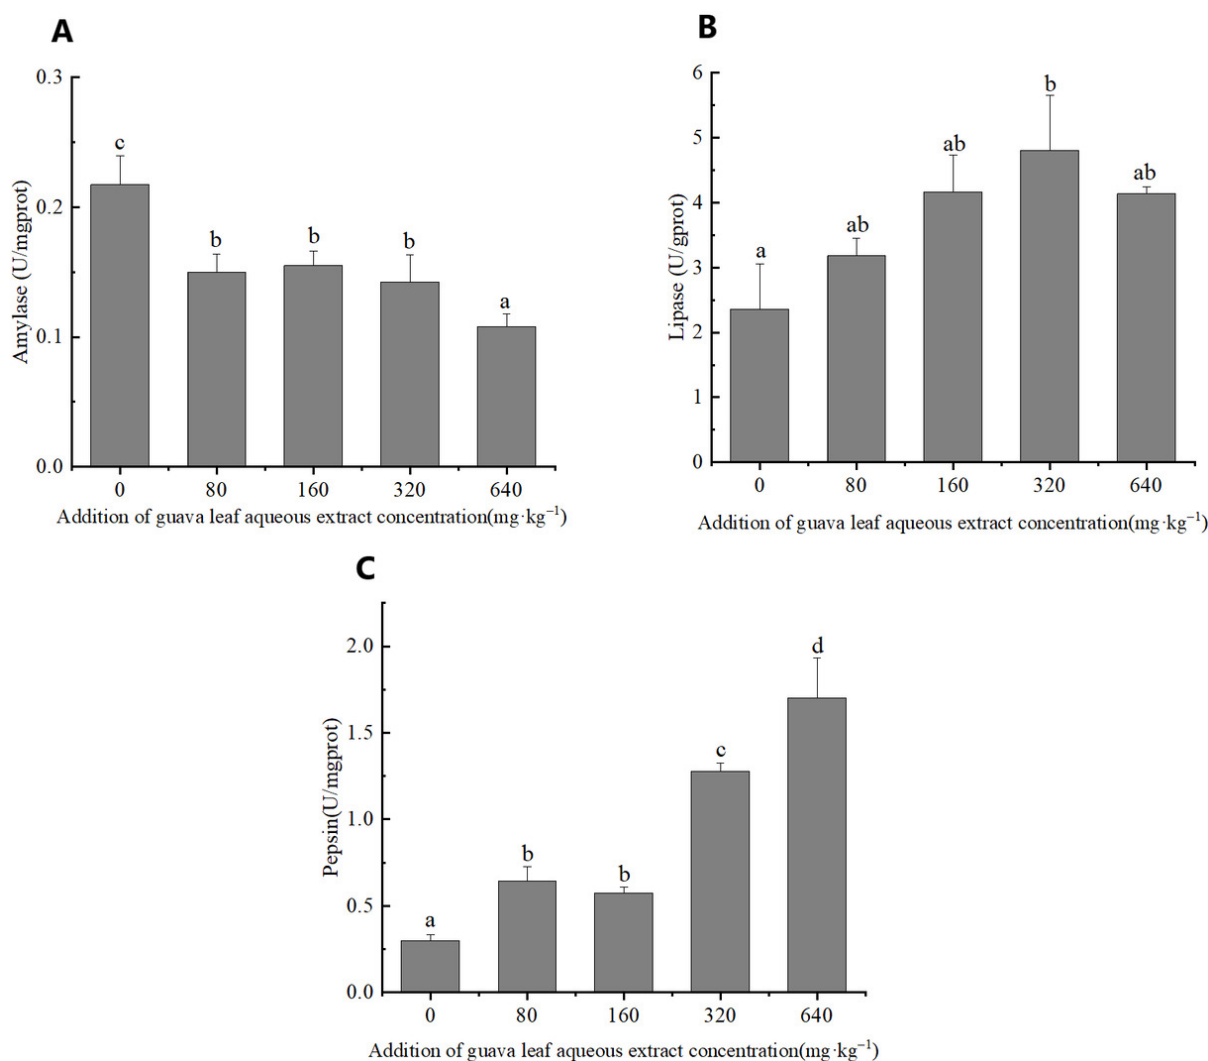 A
Amylase (U/mgprot)
0.3
0.2
0.1
0.0
c
b
b
b
a
0 80 160 320 640
Addition of guava leaf aqueous extract concentration(mg·kg⁻¹)
B
Lipase (U/gprot)
6
5
4
3
2
1
0
a
ab
ab
b
ab
0 80 160 320 640
Addition of guava leaf aqueous extract concentration(mg·kg⁻¹)
C
Pepsin(U/mgprot)
2.0
1.5
1.0
0.5
0.0
a
b
b
c
d
0 80 160 320 640
Addition of guava leaf aqueous extract concentration(mg·kg⁻¹)